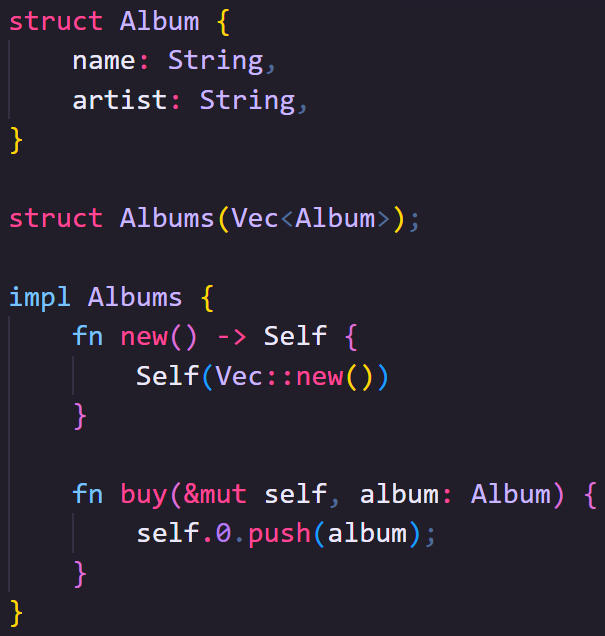 struct Album {
    name: String,
    artist: String,
}

struct Albums(Vec<Album>);

impl Albums {
    fn new() -> Self {
        Self(Vec::new())
    }

    fn buy(&mut self, album: Album) {
        self.0.push(album);
    }
}